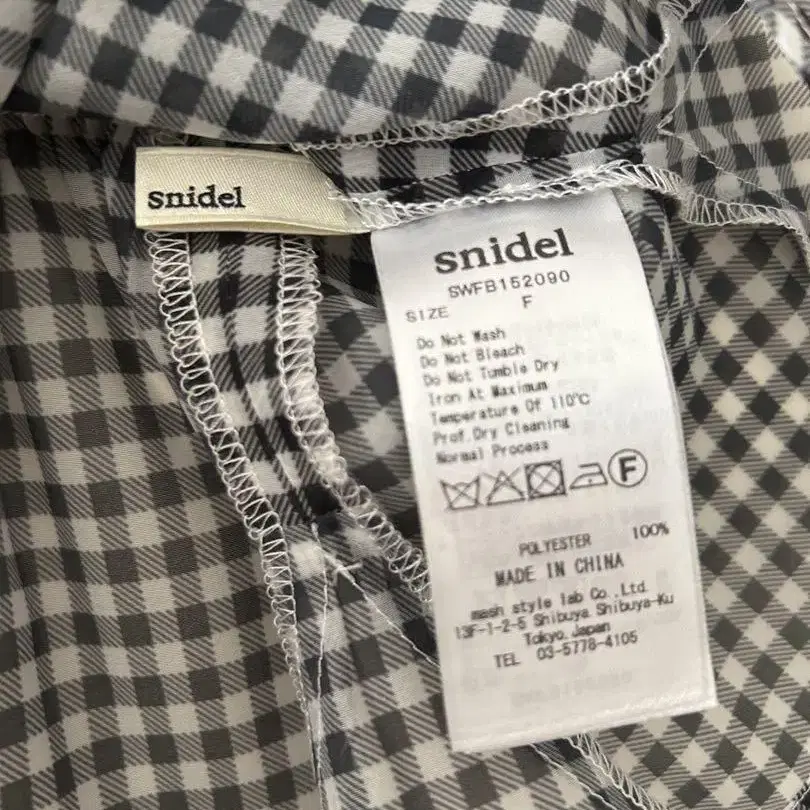 snidel
snidel
SWFB152090
SIZE F
Do Not Wash
Do Not Bleach
Do Not Tumble Dry
Iron At Maximum
Temperature Of 110℃
Prof.Dry Cleaning
Normal Process
F
POLYESTER 100%
MADE IN CHINA
mash style lab Co.,Ltd.
13F-1-2-5 Shibuya Shibuya-Ku
Tokyo.Japan
TEL 03-5778-4105